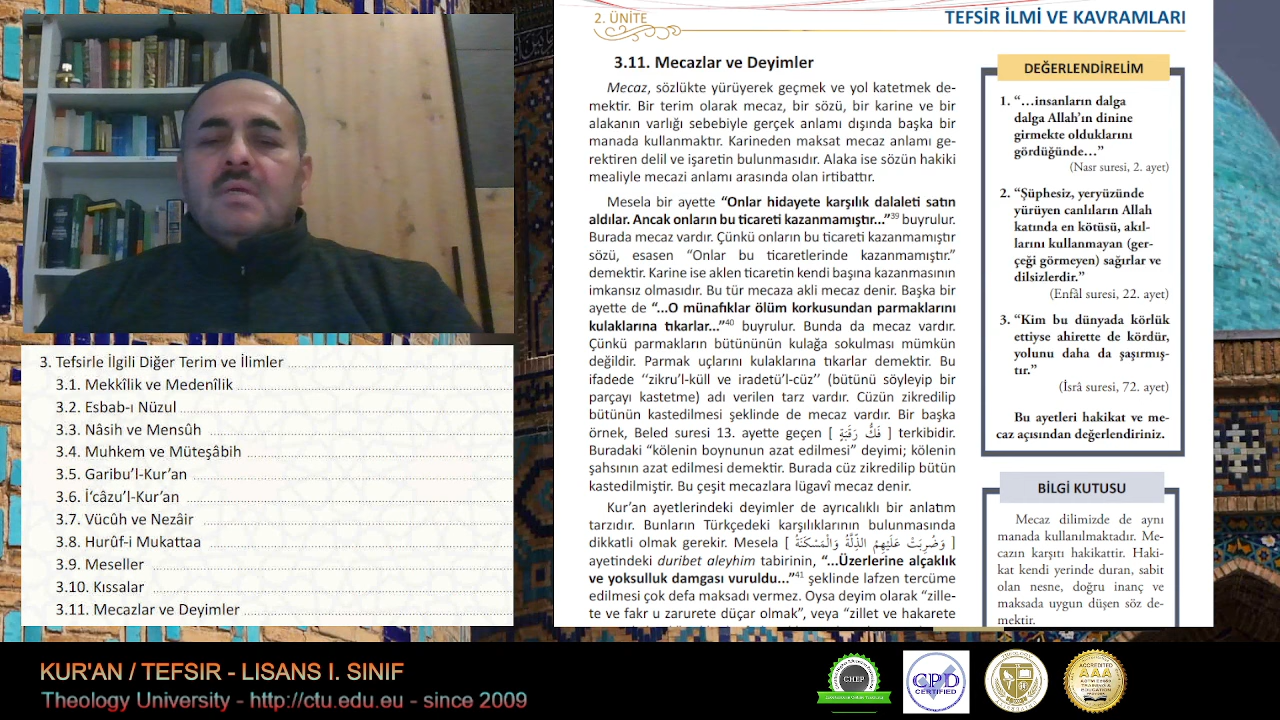 3. Tefsirle İlgili Diğer Terim ve İlimler
3.1. Mekkîlik ve Medenîlik
3.2. Esbab-ı Nüzul
3.3. Nâsih ve Mensûh
3.4. Muhkem ve Müteşabih
3.5. Garibu’l-Kur’an
3.6. İ‘câzu’l-Kur’an
3.7. Vücûh ve Nezâir
3.8. Hurûf-i Mukattaa
3.9. Meseller
3.10. Kıssalar
3.11. Mecazlar ve Deyimler
2. ÜNİTE
TEFSİR İLMİ VE KAVRAMLARI
3.11. Mecazlar ve Deyimler
Mecaz, sözlükte yürüyerek geçmek ve yol katetmek de-
mektir. Bir terim olarak mecaz, bir sözü, bir karine ve bir
alakanın varlığı sebebiyle gerçek anlamı dışında başka bir
manada kullanmaktır. Karineden maksat mecaz anlamı ge-
rektiren delil ve işaretin bulunmasıdır. Alaka ise sözün hakiki
mealiyle mecazi anlamı arasında olan irtibattır.
Mesela bir ayette “Onlar hidayete karşılık dalaleti satın
aldılar. Ancak onların bu ticareti kazanmamıştır...”39 buyrulur.
Burada mecaz vardır. Çünkü onların bu ticareti kazanmamıştır
sözü, esasen “Onlar bu ticaretlerinde kazanmamıştır.”
demektir. Karine ise aklen ticaretin kendi başına kazanmasının
imkansız olmasıdır. Bu tür mecaza akli mecaz denir. Başka bir
ayette de “...O münafıklar ölüm korkusundan parmaklarını
kulaklarına tıkarlar...”40 buyrulur. Bunda da mecaz vardır.
Çünkü parmakların bütününün kulağa sokulması mümkün
değildir. Parmak uçlarını kulaklarına tıkarlar demektir. Bu
ifadede ‘‘zikru’l-küll ve iradetü’l-cüz’’ (bütünü söyleyip bir
parçayı kastetme) adı verilen tarz vardır. Cüzün zikredilip
bütünün kastedilmesi şeklinde de mecaz vardır. Bir başka
örnek, Beled suresi 13. ayette geçen [ فَكُّ رَقَبَةٍ ] terkibidir.
Buradaki “kölenin boynunun azat edilmesi” deyimi; kölenin
şahsının azat edilmesi demektir. Burada cüz zikredilip bütün
kastedilmiştir. Bu çeşit mecazlara lügavî mecaz denir.
Kur’an ayetlerindeki deyimler de ayrıcalıklı bir anlatım
tarzıdır. Bunların Türkçedeki karşılıklarının bulunmasında
dikkatli olmak gerekir. Mesela [ وَضُرِبَتْ عَلَيْهِمُ الذِّلَّةُ وَالْمَسْكَنَةُ ]
ayetindeki duribet aleyhim tabirinin, “...Üzerlerine alçaklık
ve yoksulluk damgası vuruldu...”41 şeklinde lafzen tercüme
edilmesi çok defa maksadı vermez. Oysa deyim olarak “zille-
te ve fakr u zarurete düçar olmak”, veya “zillet ve hakarete
DEĞERLENDİRELİM
1. “…insanların dalga
dalga Allah’ın dinine
girmekte olduklarını
gördüğünde…”
(Nasr suresi, 2. ayet)
2. “Şüphesiz, yeryüzünde
yürüyen canlıların Allah
katında en kötüsü, akıl-
larını kullanmayan (ger-
çeği görmeyen) sağırlar ve
dilsizlerdir.”
(Enfâl suresi, 22. ayet)
3. “Kim bu dünyada körlük
ettiyse ahirette de kördür,
yolunu daha da şaşırmış-
tır.”
(İsrâ suresi, 72. ayet)
Bu ayetleri hakikat ve me-
caz açısından değerlendiriniz.
BİLGİ KUTUSU
Mecaz dilimizde de aynı
manada kullanılmaktadır. Me-
cazın karşıtı hakikattir. Haki-
kat kendi yerinde duran, sabit
olan nesne, doğru inanç ve
maksada uygun düşen söz de-
mektir.
KUR'AN / TEFSIR - LISANS I. SINIF
Theology University - http://ctu.edu.eu - since 2009
CHEP
CPD
CERTIFIED
ACCREDITED
AAA